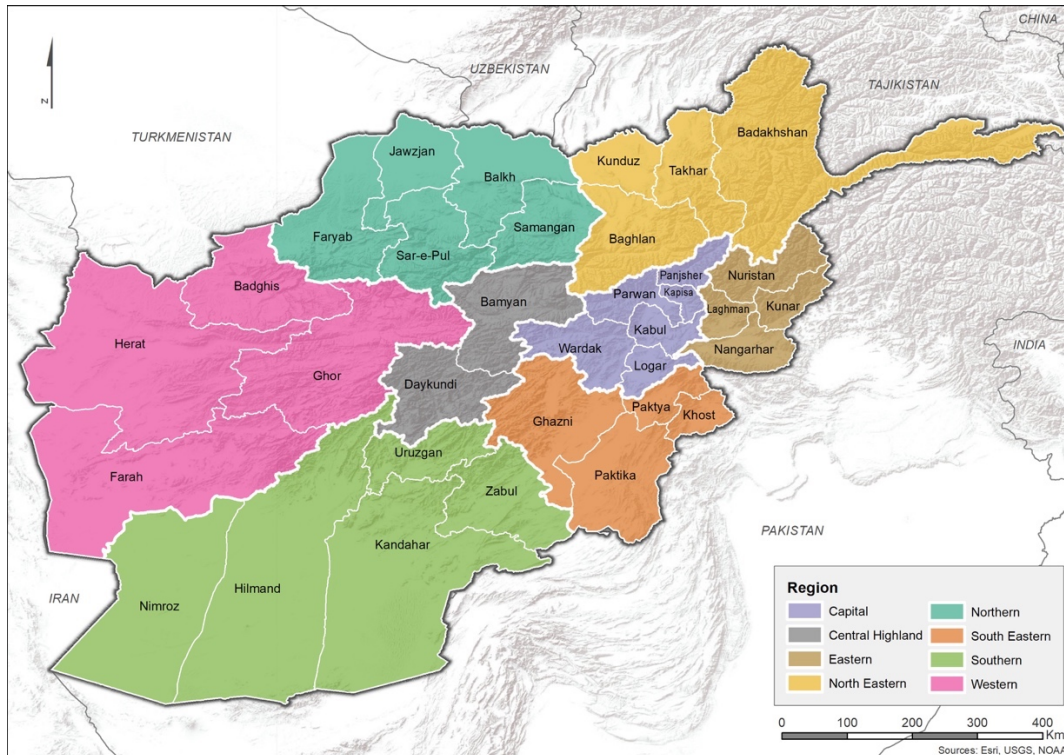 CHINA
UZBEKISTAN
TAJIKISTAN
N
TURKMENISTAN
Badakhshan
Jawzjan
Kunduz
Takhar
Balkh
Faryab
Samangan
Baghlan
Sar-e-Pul
Panjsher
Nuristan
Badghis
Parwan
Kapisa
Bamyan
Laghman
Kunar
Kabul
Herat
Wardak
Nangarhar
INDIA
Logar
Ghor
Daykundi
Paktya
Khost
Ghazni
Uruzgan
Farah
Paktika
Zabul
PAKISTAN
Kandahar
Hilmand
IRAN
Nimroz
Region
Capital
Northern
Central Highland
South Eastern
Eastern
Southern
North Eastern
Western
0 100 200 300 400
Km
Sources: Esri, USGS, NOA